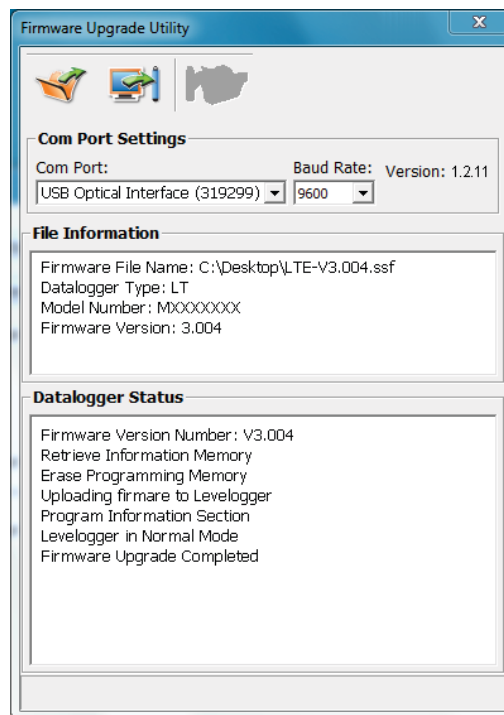 Firmware Upgrade Utility
X
Com Port Settings
Com Port:
Baud Rate:
Version: 1.2.11
USB Optical Interface (319299)
9600
File Information
Firmware File Name: C:\Desktop\LTE-V3.004.ssf
Datalogger Type: LT
Model Number: MXXXXXXX
Firmware Version: 3.004
Datalogger Status
Firmware Version Number: V3.004
Retrieve Information Memory
Erase Programming Memory
Uploading firmare to Levelogger
Program Information Section
Levelogger in Normal Mode
Firmware Upgrade Completed